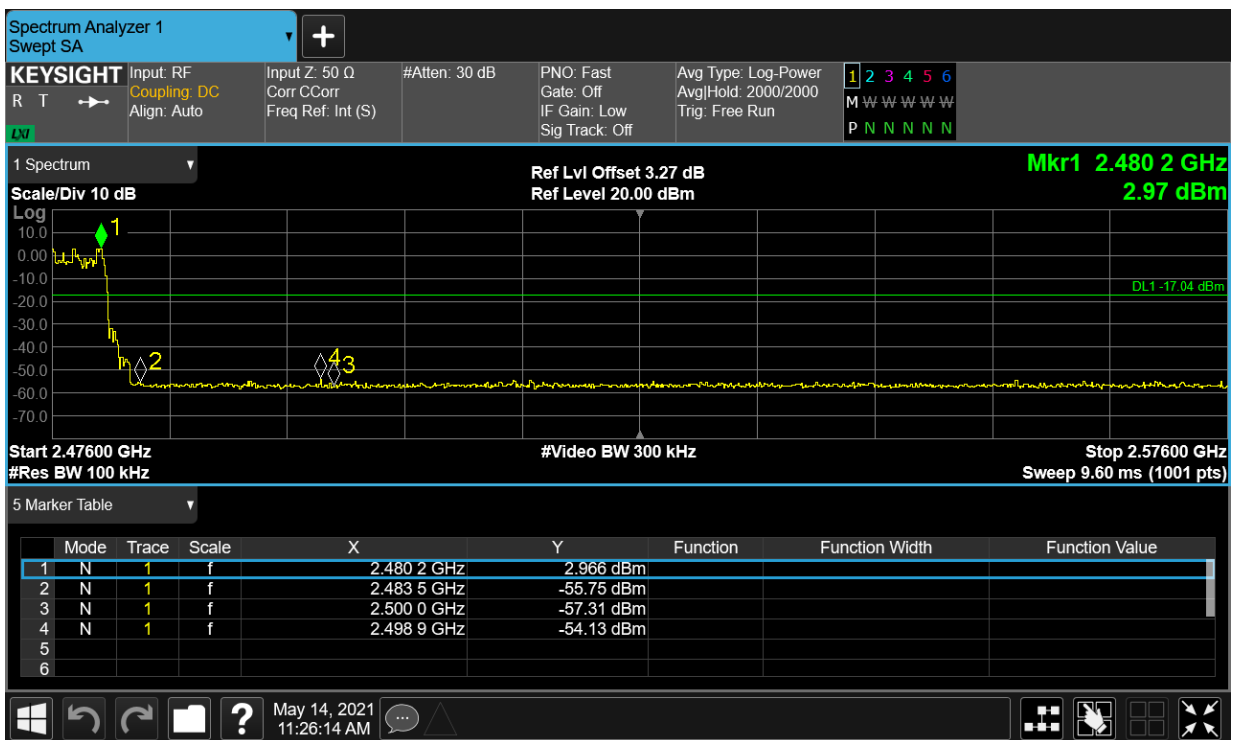 Spectrum Analyzer 1
Swept SA
+
KEYSIGHT
R T
LXI
Input: RF
Coupling: DC
Align: Auto
Input Z: 50 Ω
Corr CCorr
Freq Ref: Int (S)
#Atten: 30 dB
PNO: Fast
Gate: Off
IF Gain: Low
Sig Track: Off
Avg Type: Log-Power
Avg|Hold: 2000/2000
Trig: Free Run
1 2 3 4 5 6
M W W W W W
P N N N N N
1 Spectrum
Scale/Div 10 dB
Ref Lvl Offset 3.27 dB
Ref Level 20.00 dBm
Mkr1 2.480 2 GHz
2.97 dBm
Log
10.0
0.00
-10.0
-20.0
-30.0
-40.0
-50.0
-60.0
-70.0
1
2
4
3
DL1 -17.04 dBm
Start 2.47600 GHz
#Res BW 100 kHz
#Video BW 300 kHz
Stop 2.57600 GHz
Sweep 9.60 ms (1001 pts)
5 Marker Table
Mode Trace Scale X Y Function Function Width Function Value
1 N 1 f 2.480 2 GHz 2.966 dBm
2 N 1 f 2.483 5 GHz -55.75 dBm
3 N 1 f 2.500 0 GHz -57.31 dBm
4 N 1 f 2.498 9 GHz -54.13 dBm
5
6
?
May 14, 2021
11:26:14 AM